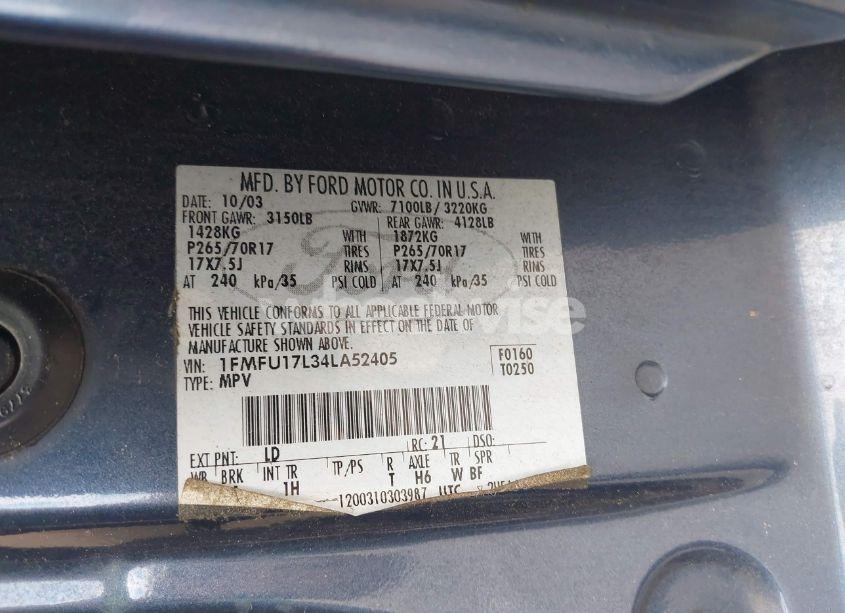 MFD. BY FORD MOTOR CO. IN U.S.A.
DATE: 10/03 GVWR: 7100LB / 3220KG
FRONT GAWR: 3150LB REAR GAWR: 4128LB
1428KG WITH 1872KG WITH
P265/70R17 TIRES P265/70R17 TIRES
17X7.5J RIMS 17X7.5J RIMS
AT 240 kPa/35 PSI COLD AT 240 kPa/35 PSI COLD
THIS VEHICLE CONFORMS TO ALL APPLICABLE FEDERAL MOTOR
VEHICLE SAFETY STANDARDS IN EFFECT ON THE DATE OF
MANUFACTURE SHOWN ABOVE.
VIN: 1FMFU17L34LA52405 F0160
TYPE: MPV T0250
EXT PNT: LD RC: 21 DSO:
WB BRK INT TR TP/PS R AXLE TR SPR
1H T H6 W BF
1200310303987 UTC